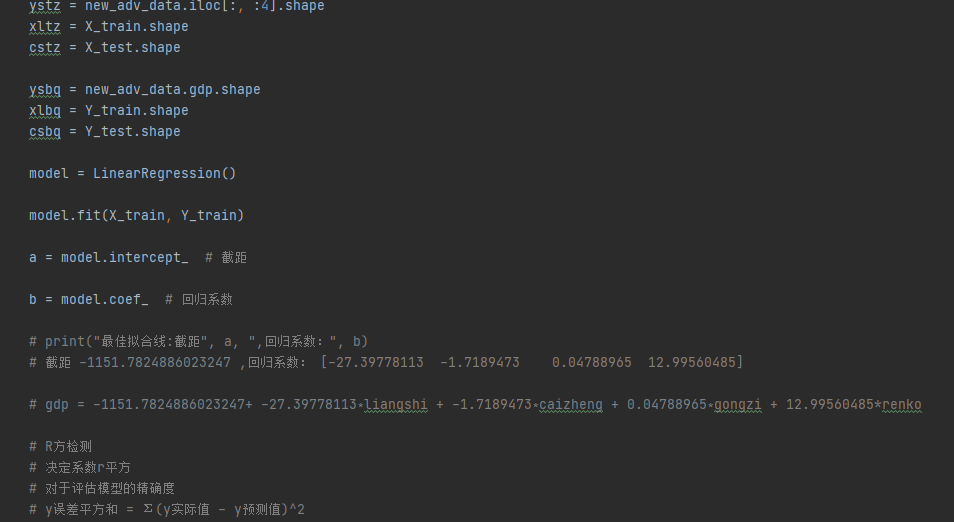 ystz = new_adv_data.iloc[:, :4].shape
xltz = X_train.shape
cstz = X_test.shape
ysbq = new_adv_data.gdp.shape
xlbq = Y_train.shape
csbq = Y_test.shape
model = LinearRegression()
model.fit(X_train, Y_train)
a = model.intercept_  # 截距
b = model.coef_  # 回归系数
# print("最佳拟合线:截距", a, ",回归系数：", b)
# 截距 -1151.7824886023247 ,回归系数： [-27.39778113  -1.7189473    0.04788965  12.99560485]
# gdp = -1151.7824886023247+ -27.39778113*liangshi + -1.7189473*caizheng + 0.04788965*gongzi + 12.99560485*renko
# R方检测
# 决定系数r平方
# 对于评估模型的精确度
# y误差平方和 = Σ(y实际值 - y预测值)^2